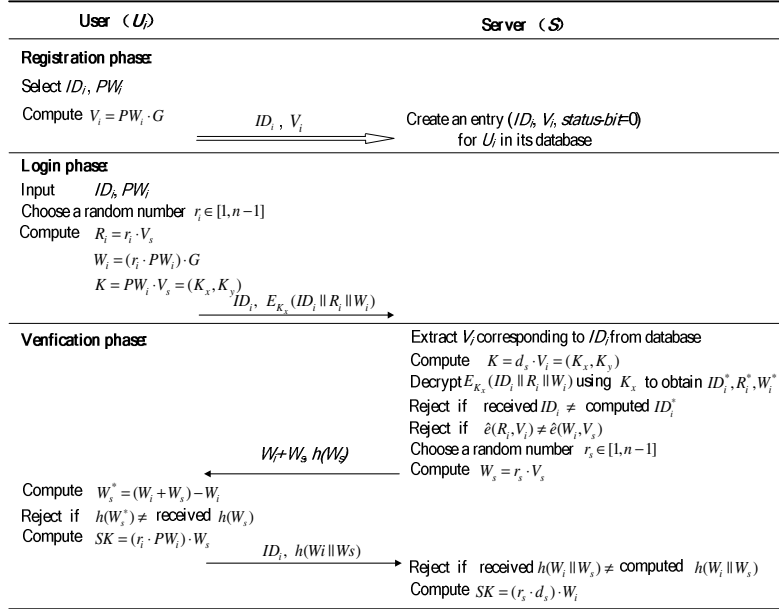 User （Ui） Server （S）
Registration phase:
Select IDi, PWi
Compute Vi = PWi · G
IDi , Vi
Create an entry (IDi, Vi, status-bit=0)
for Ui in its database
Login phase:
Input IDi, PWi
Choose a random number ri ∈ [1, n−1]
Compute Ri = ri · Vs
Wi = (ri · PWi) · G
K = PWi · Vs = (Kx, Ky)
IDi, EKx(IDi || Ri || Wi)
Venfication phase:
Extract Vi corresponding to IDi from database
Compute K = ds · Vi = (Kx, Ky)
Decrypt EKx(IDi || Ri || Wi) using Kx to obtain IDi*, Ri*, Wi*
Reject if received IDi ≠ computed IDi*
Reject if ê(Ri, Vi) ≠ ê(Wi, Vs)
Choose a random number rs ∈ [1, n−1]
Compute Ws = rs · Vs
Wi+Ws, h(Ws)
Compute Ws* = (Wi + Ws) − Wi
Reject if h(Ws*) ≠ received h(Ws)
Compute SK = (ri · PWi) · Ws
IDi, h(Wi || Ws)
Reject if received h(Wi || Ws) ≠ computed h(Wi || Ws)
Compute SK = (rs · ds) · Wi